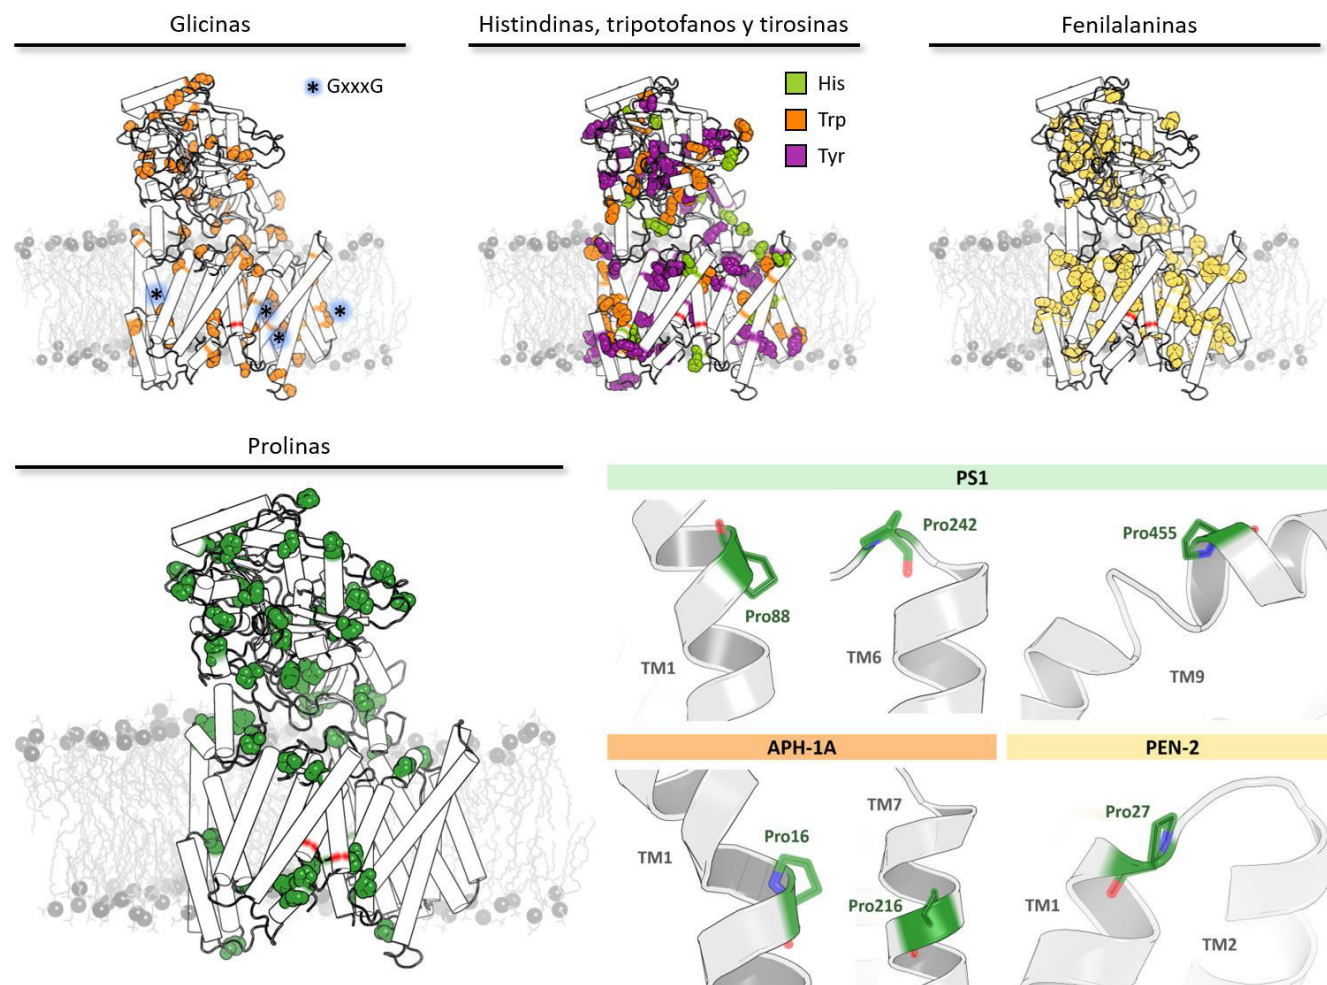 Glicinas
Histindinas, tripotofanos y tirosinas
Fenilalaninas
* GxxxG
His
Trp
Tyr
*
*
*
*
Prolinas
PS1
Pro88
TM1
Pro242
TM6
Pro455
TM9
APH-1A
PEN-2
Pro16
TM1
TM7
Pro216
Pro27
TM1
TM2